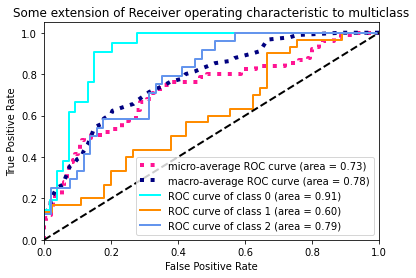 Some extension of Receiver operating characteristic to multiclass
1.0
0.8
0.6
0.4
0.2
0.0
True Positive Rate
micro-average ROC curve (area = 0.73)
macro-average ROC curve (area = 0.78)
ROC curve of class 0 (area = 0.91)
ROC curve of class 1 (area = 0.60)
ROC curve of class 2 (area = 0.79)
0.0 0.2 0.4 0.6 0.8 1.0
False Positive Rate